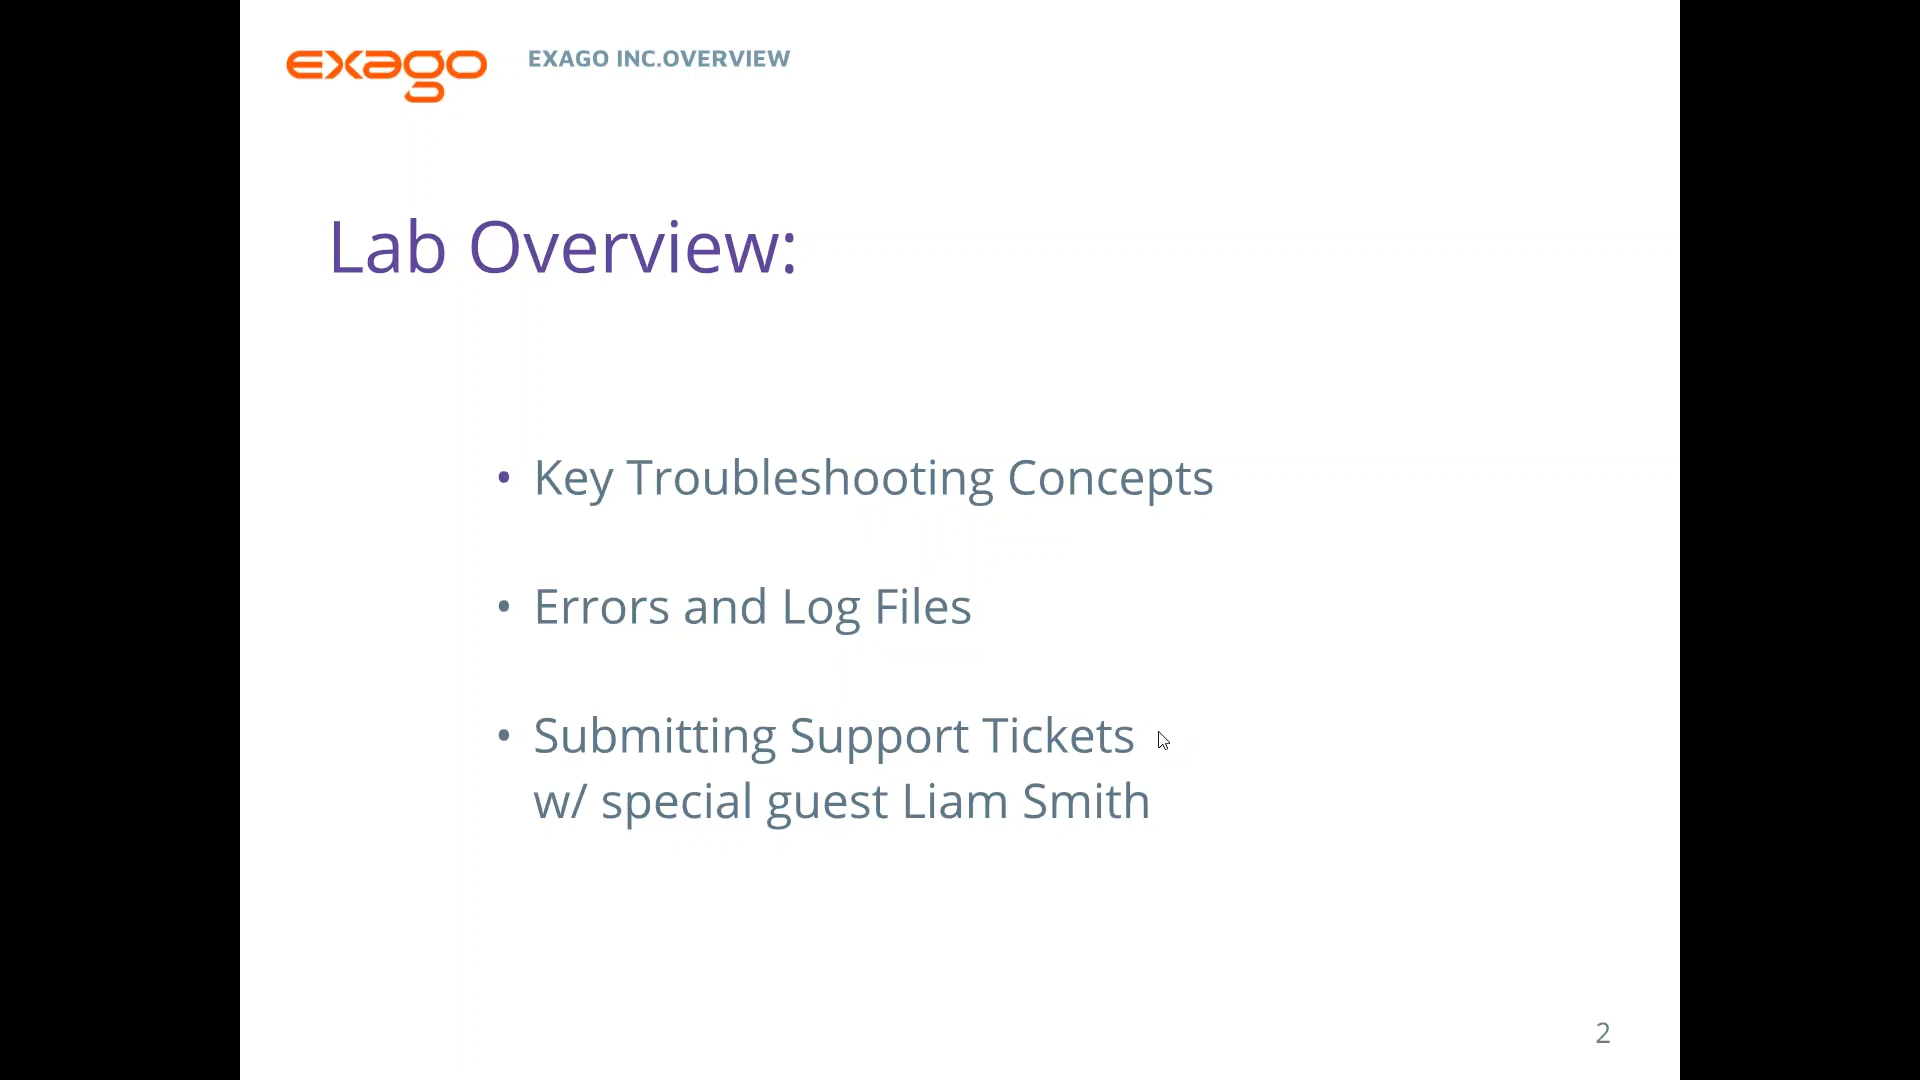 exago
EXAGO INC.OVERVIEW
Lab Overview:
• Key Troubleshooting Concepts
• Errors and Log Files
• Submitting Support Tickets
w/ special guest Liam Smith
2